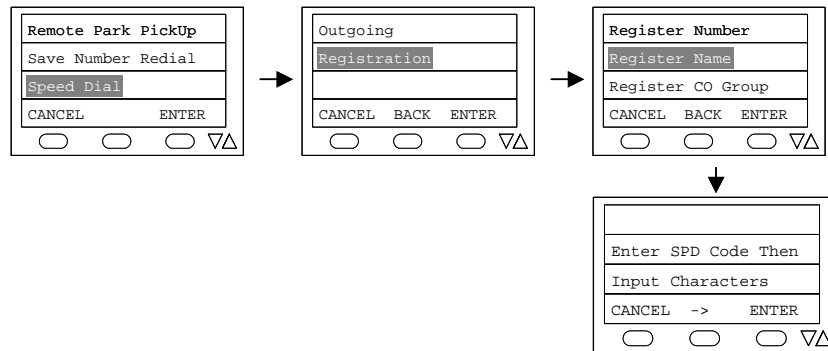 Remote Park PickUp
Save Number Redial
Speed Dial
CANCEL ENTER
Outgoing
Registration
CANCEL BACK ENTER
Register Number
Register Name
Register CO Group
CANCEL BACK ENTER
Enter SPD Code Then
Input Characters
CANCEL -> ENTER